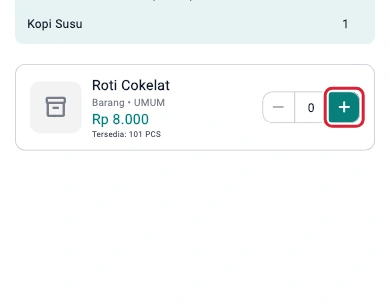 Kopi Susu 1
Roti Cokelat
Barang • UMUM
Rp 8.000
Tersedia: 101 PCS
0